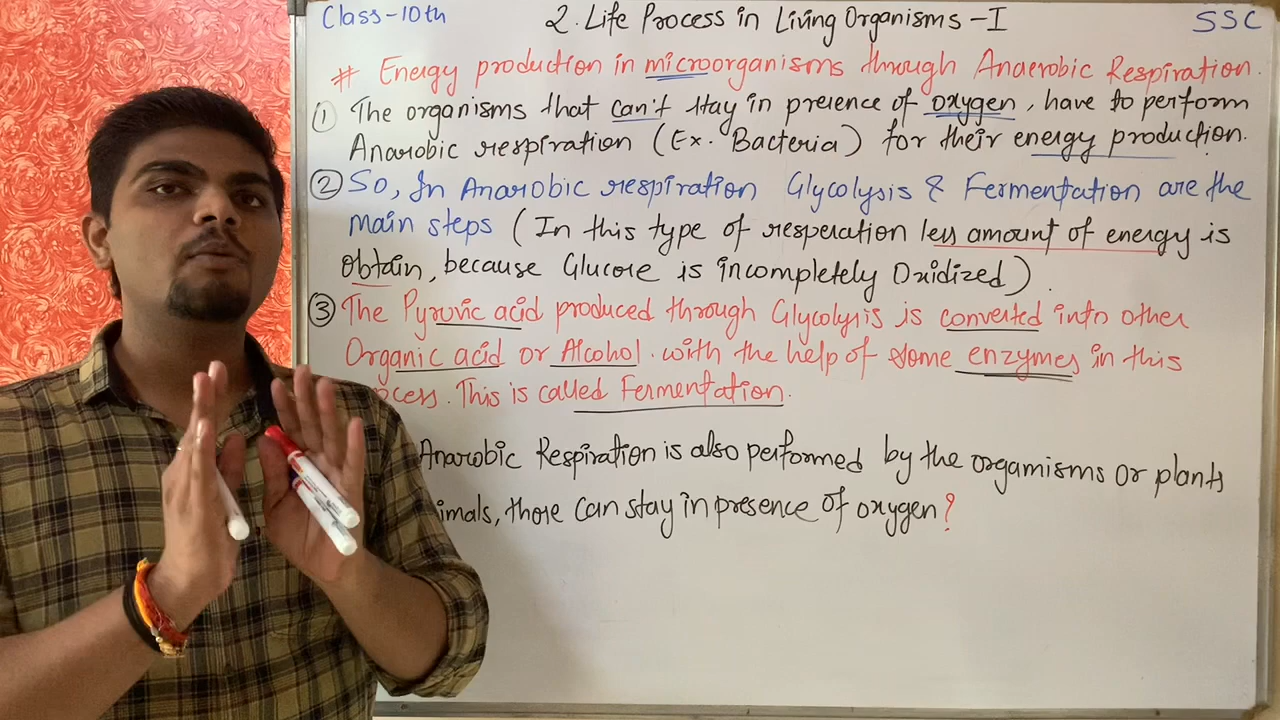 Class-10th
2. Life Process in Living Organisms-I
SSC
# Energy production in microorganisms through Anaerobic Respiration.
① The organisms that can't stay in presence of oxygen, have to perform
Anarobic respiration (Ex. Bacteria) for their energy production.
② So, In Anarobic respiration Glycolysis & Fermentation are the
main steps (In this type of resperation less amount of energy is
obtain, because Glucose is incompletely Oxidized).
③ The Pyruvic acid produced through Glycolysis is converted into other
Organic acid or Alcohol. with the help of some enzymes in this
ocess. This is called Fermentation.
Anarobic Respiration is also performed by the orgamisms or plants
imals, those can stay in presence of oxygen?